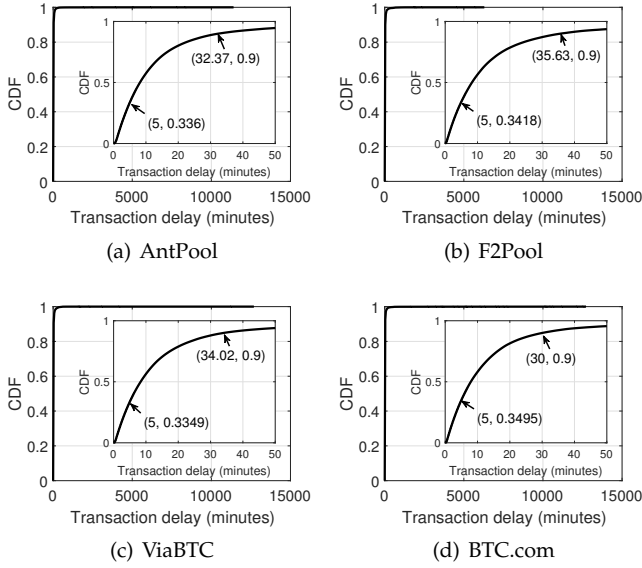 1
0.8
0.6
0.4
0.2
0
CDF
0 5000 10000 15000
Transaction delay (minutes)
1
0.5
0
CDF
(32.37, 0.9)
(5, 0.336)
0 10 20 30 40 50
Transaction delay (minutes)
(a) AntPool
1
0.8
0.6
0.4
0.2
0
CDF
0 5000 10000 15000
Transaction delay (minutes)
1
0.5
0
CDF
(35.63, 0.9)
(5, 0.3418)
0 10 20 30 40 50
Transaction delay (minutes)
(b) F2Pool
1
0.8
0.6
0.4
0.2
0
CDF
0 5000 10000 15000
Transaction delay (minutes)
1
0.5
0
CDF
(34.02, 0.9)
(5, 0.3349)
0 10 20 30 40 50
Transaction delay (minutes)
(c) ViaBTC
1
0.8
0.6
0.4
0.2
0
CDF
0 5000 10000 15000
Transaction delay (minutes)
1
0.5
0
CDF
(30, 0.9)
(5, 0.3495)
0 10 20 30 40 50
Transaction delay (minutes)
(d) BTC.com